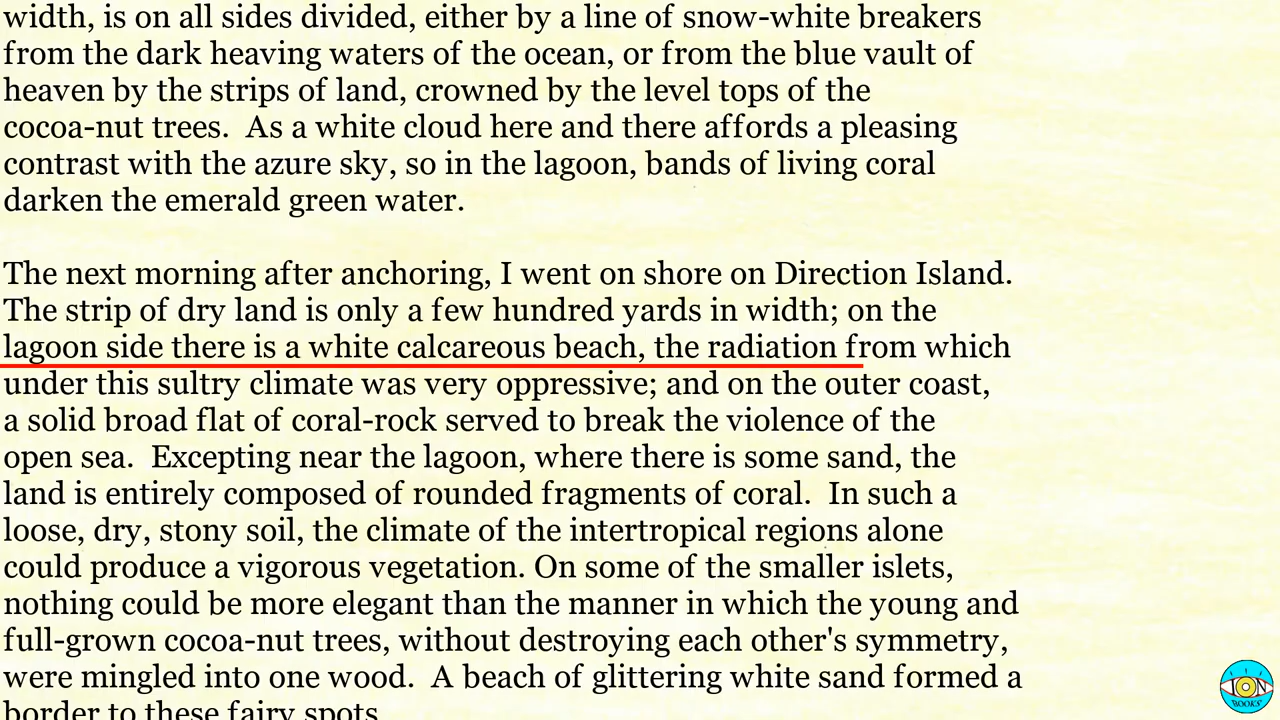 width, is on all sides divided, either by a line of snow-white breakers
from the dark heaving waters of the ocean, or from the blue vault of
heaven by the strips of land, crowned by the level tops of the
cocoa-nut trees.  As a white cloud here and there affords a pleasing
contrast with the azure sky, so in the lagoon, bands of living coral
darken the emerald green water.

The next morning after anchoring, I went on shore on Direction Island.
The strip of dry land is only a few hundred yards in width; on the
lagoon side there is a white calcareous beach, the radiation from which
under this sultry climate was very oppressive; and on the outer coast,
a solid broad flat of coral-rock served to break the violence of the
open sea.  Excepting near the lagoon, where there is some sand, the
land is entirely composed of rounded fragments of coral.  In such a
loose, dry, stony soil, the climate of the intertropical regions alone
could produce a vigorous vegetation. On some of the smaller islets,
nothing could be more elegant than the manner in which the young and
full-grown cocoa-nut trees, without destroying each other's symmetry,
were mingled into one wood.  A beach of glittering white sand formed a
border to these fairy spots.
ION
BOOKS